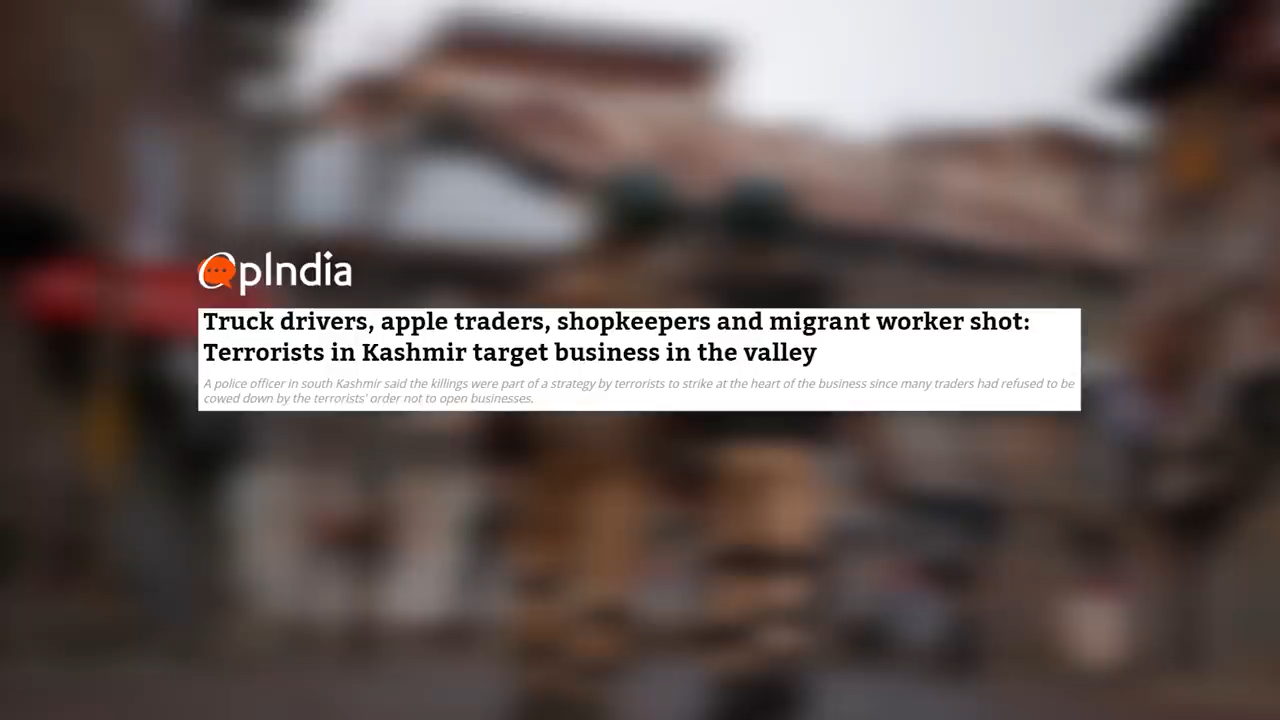 OpIndia
Truck drivers, apple traders, shopkeepers and migrant worker shot:
Terrorists in Kashmir target business in the valley
A police officer in south Kashmir said the killings were part of a strategy by terrorists to strike at the heart of the business since many traders had refused to be
cowed down by the terrorists' order not to open businesses.